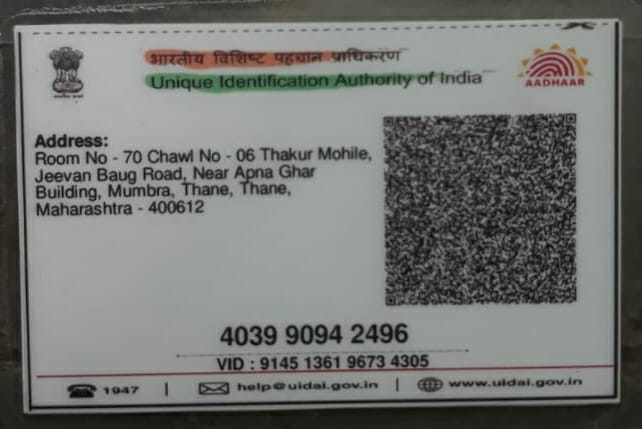 भारतीय विशिष्ट पहचान प्राधिकरण
Unique Identification Authority of India
AADHAAR
Address:
Room No - 70 Chawl No - 06 Thakur Mohile,
Jeevan Baug Road, Near Apna Ghar
Building, Mumbra, Thane, Thane,
Maharashtra - 400612
4039 9094 2496
VID : 9145 1361 9673 4305
1947 | help@uidai.gov.in | www.uidai.gov.in